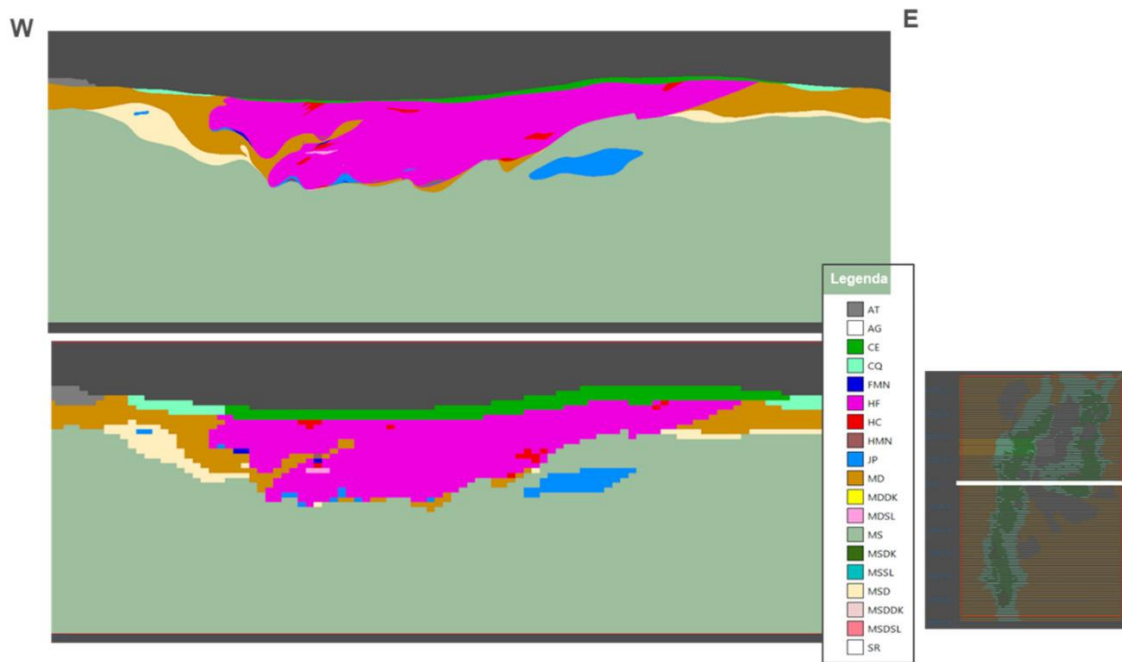 W
E
Legenda
AT
AG
CE
CQ
FMN
HF
HC
HMN
JP
MD
MDDK
MDSL
MS
MSDK
MSSL
MSD
MSDDK
MSDSL
SR